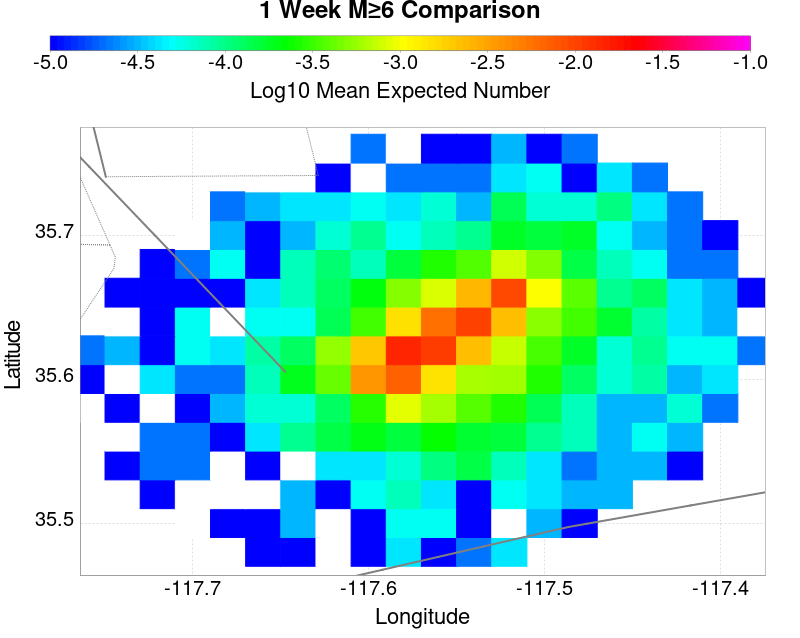 1 Week M≥6 Comparison
-5.0 -4.5 -4.0 -3.5 -3.0 -2.5 -2.0 -1.5 -1.0
Log10 Mean Expected Number
35.7
35.6
35.5
Latitude
-117.7 -117.6 -117.5 -117.4
Longitude